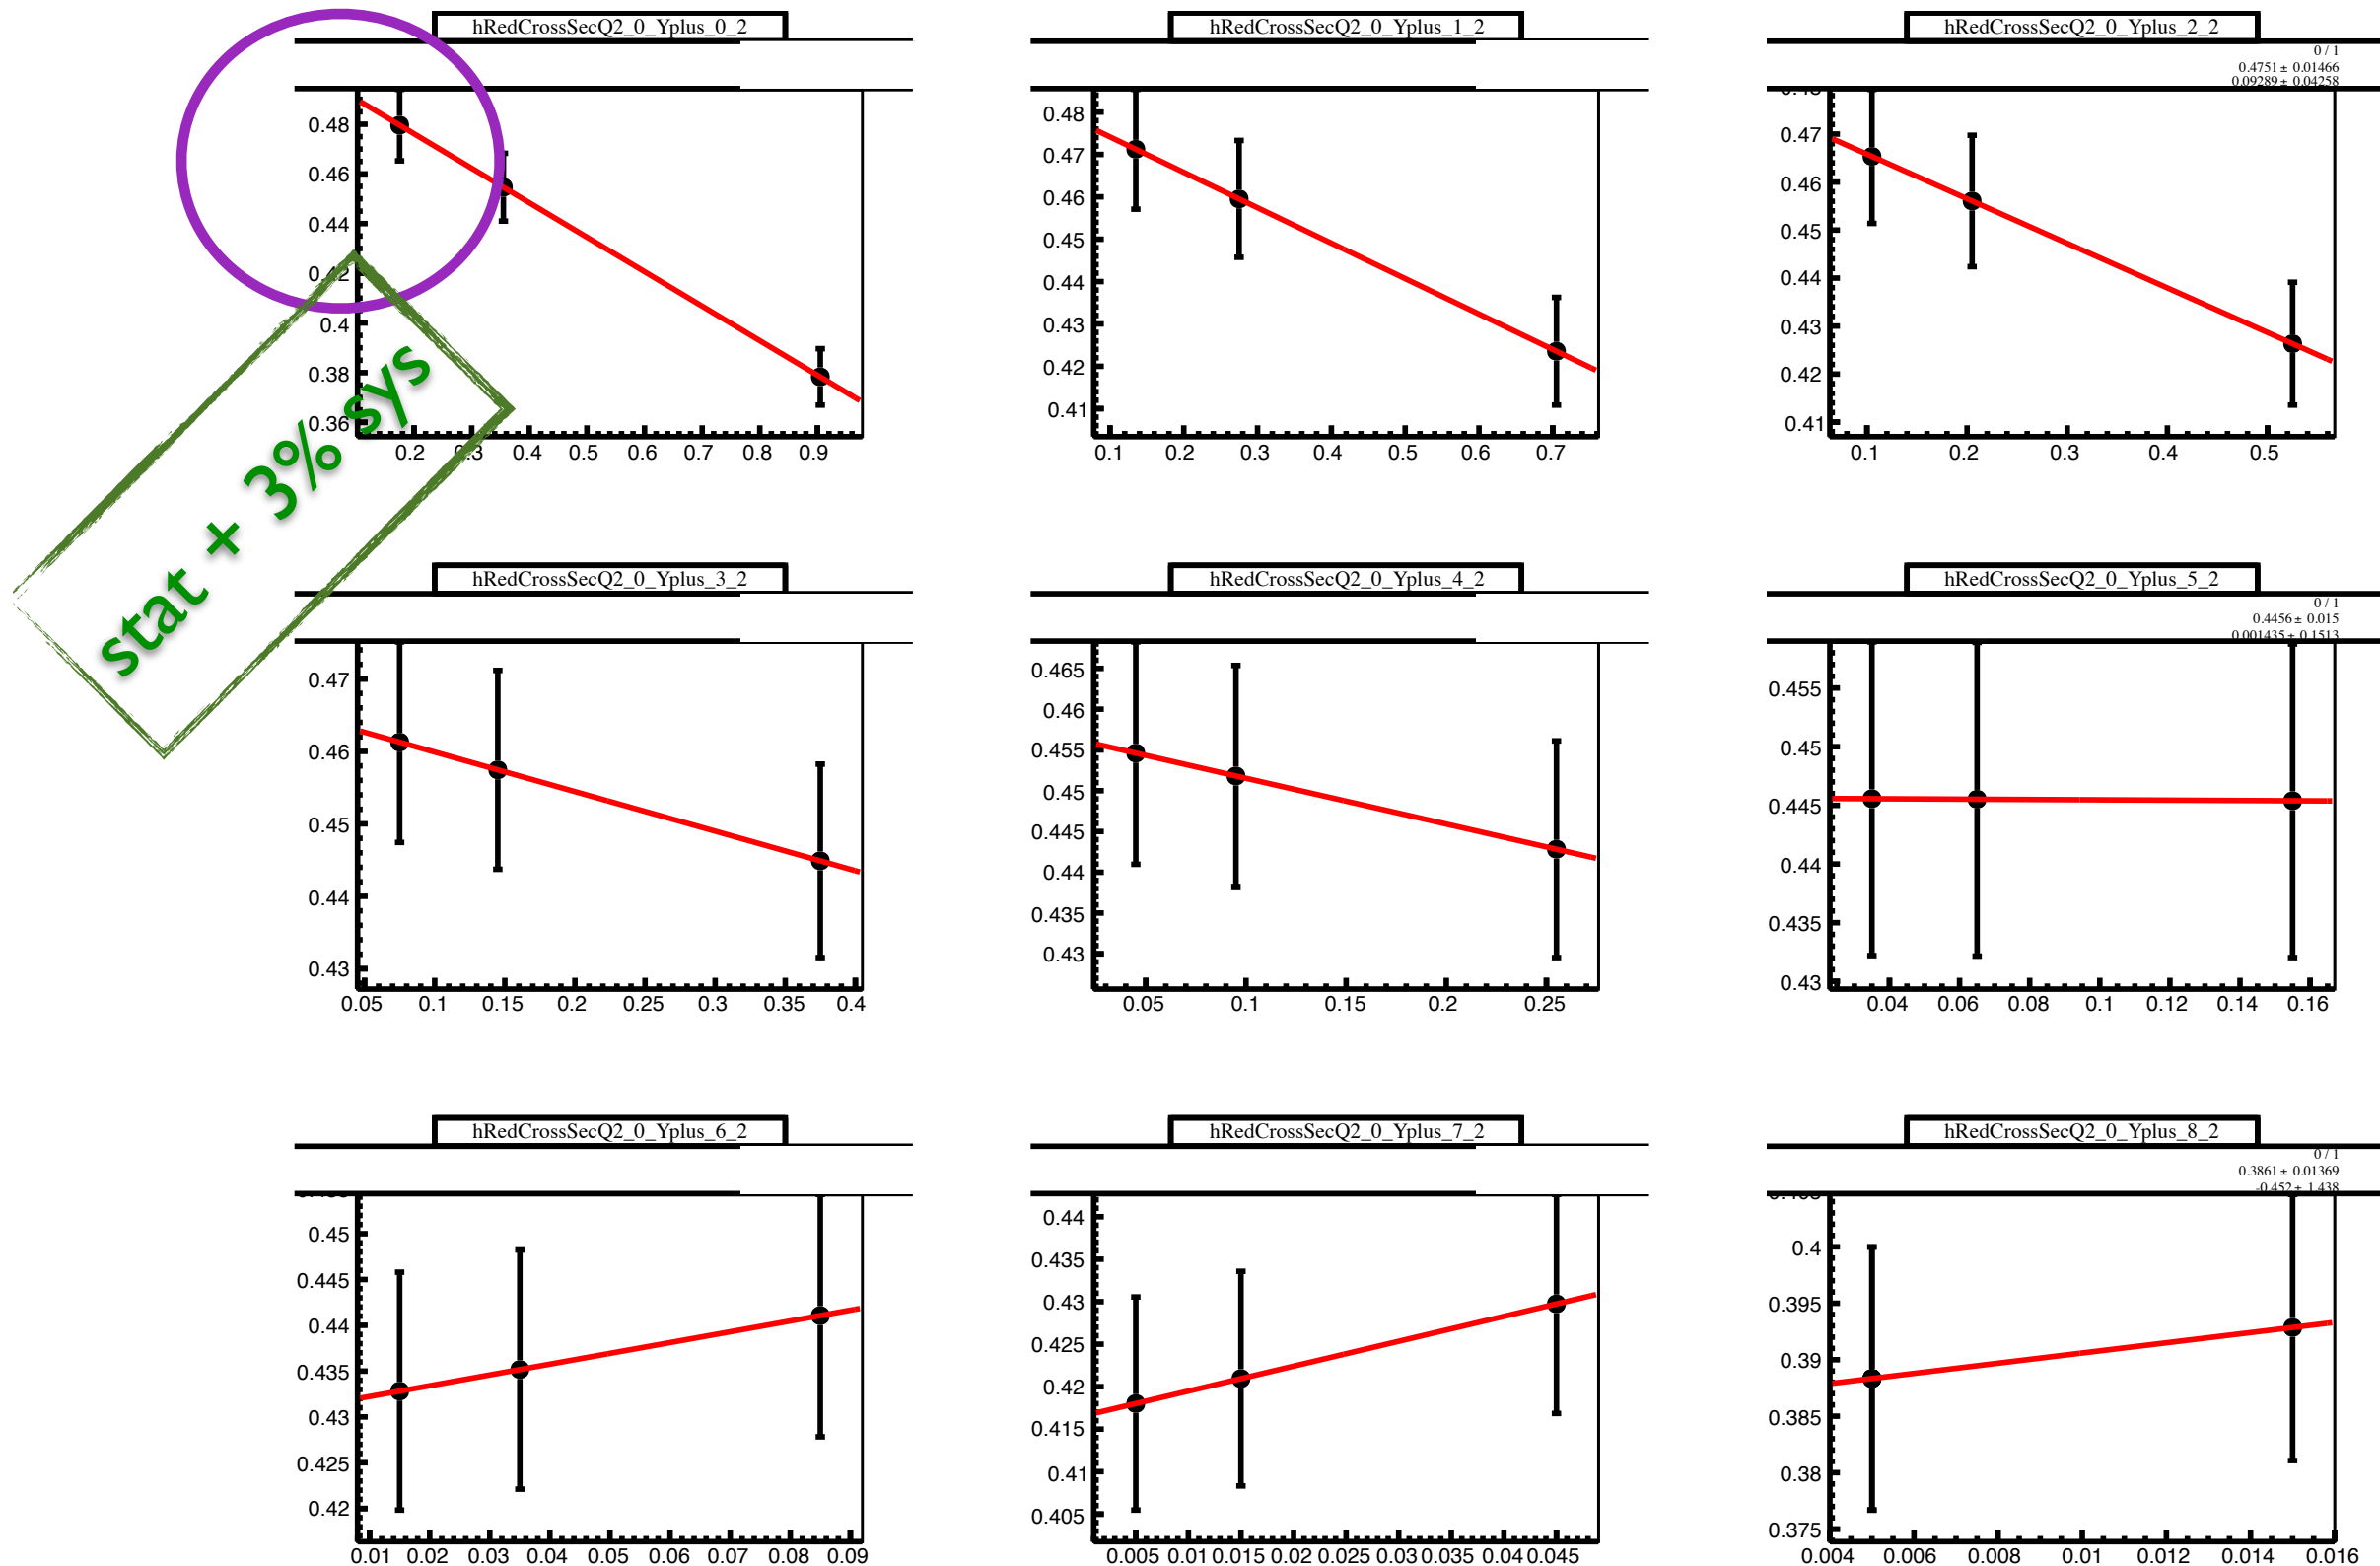 hRedCrossSecQ2_0_Yplus_0_2
0.48
0.46
0.44
0.42
0.4
0.38
0.36
0.2 0.3 0.4 0.5 0.6 0.7 0.8 0.9
hRedCrossSecQ2_0_Yplus_1_2
0.48
0.47
0.46
0.45
0.44
0.43
0.42
0.41
0.1 0.2 0.3 0.4 0.5 0.6 0.7
hRedCrossSecQ2_0_Yplus_2_2
0 / 1
0.4751 ± 0.01466
0.09289 ± 0.04258
0.47
0.46
0.45
0.44
0.43
0.42
0.41
0.1 0.2 0.3 0.4 0.5
stat + 3% sys
hRedCrossSecQ2_0_Yplus_3_2
0.47
0.46
0.45
0.44
0.43
0.05 0.1 0.15 0.2 0.25 0.3 0.35 0.4
hRedCrossSecQ2_0_Yplus_4_2
0.465
0.46
0.455
0.45
0.445
0.44
0.435
0.43
0.05 0.1 0.15 0.2 0.25
hRedCrossSecQ2_0_Yplus_5_2
0 / 1
0.4456 ± 0.015
0.001435 ± 0.1513
0.455
0.45
0.445
0.44
0.435
0.43
0.04 0.06 0.08 0.1 0.12 0.14 0.16
hRedCrossSecQ2_0_Yplus_6_2
0.45
0.445
0.44
0.435
0.43
0.425
0.42
0.01 0.02 0.03 0.04 0.05 0.06 0.07 0.08 0.09
hRedCrossSecQ2_0_Yplus_7_2
0.44
0.435
0.43
0.425
0.42
0.415
0.41
0.405
0.005 0.01 0.015 0.02 0.025 0.03 0.035 0.04 0.045
hRedCrossSecQ2_0_Yplus_8_2
0 / 1
0.3861 ± 0.01369
-0.452 ± 1.438
0.4
0.395
0.39
0.385
0.38
0.375
0.004 0.006 0.008 0.01 0.012 0.014 0.016